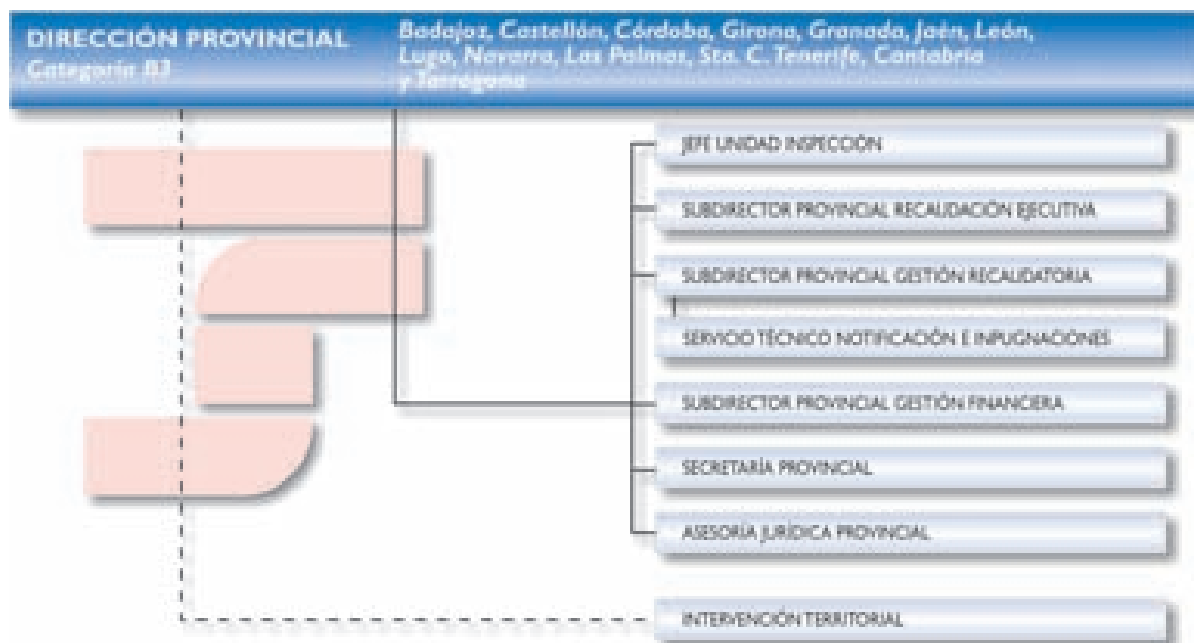 DIRECCIÓN PROVINCIAL
Categoría B3
Badajoz, Castellón, Córdoba, Girona, Granada, Jaén, León,
Lugo, Navarra, Las Palmas, Sta. C. Tenerife, Cantabria
y Tarragona
JEFE UNIDAD INSPECCIÓN
SUBDIRECTOR PROVINCIAL RECAUDACIÓN EJECUTIVA
SUBDIRECTOR PROVINCIAL GESTIÓN RECAUDATORIA
SERVICIO TÉCNICO NOTIFICACIÓN E INPUGNACIONES
SUBDIRECTOR PROVINCIAL GESTIÓN FINANCIERA
SECRETARÍA PROVINCIAL
ASESORÍA JURÍDICA PROVINCIAL
INTERVENCIÓN TERRITORIAL